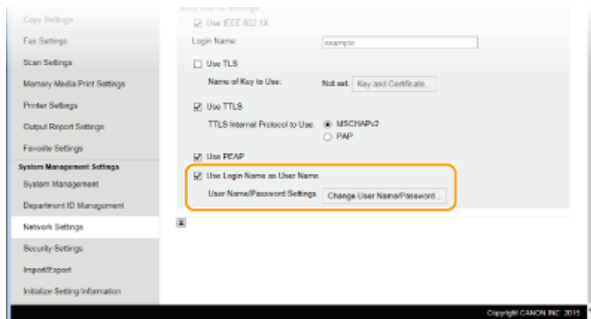 Copy Settings
Fax Settings
Scan Settings
Memory Media Print Settings
Printer Settings
Output Report Settings
Favorite Settings
System Management Settings
System Management
Department ID Management
Network Settings
Security Settings
Import/Export
Initialize Setting Information
IEEE 802.1X Settings
Use IEEE 802.1X
Login Name: example
Use TLS
Name of Key to Use: Not set. Key and Certificate...
Use TTLS
TTLS Internal Protocol to Use: MSCHAPv2
PAP
Use PEAP
Use Login Name as User Name
User Name/Password Settings Change User Name/Password...
Copyright CANON INC. 2015